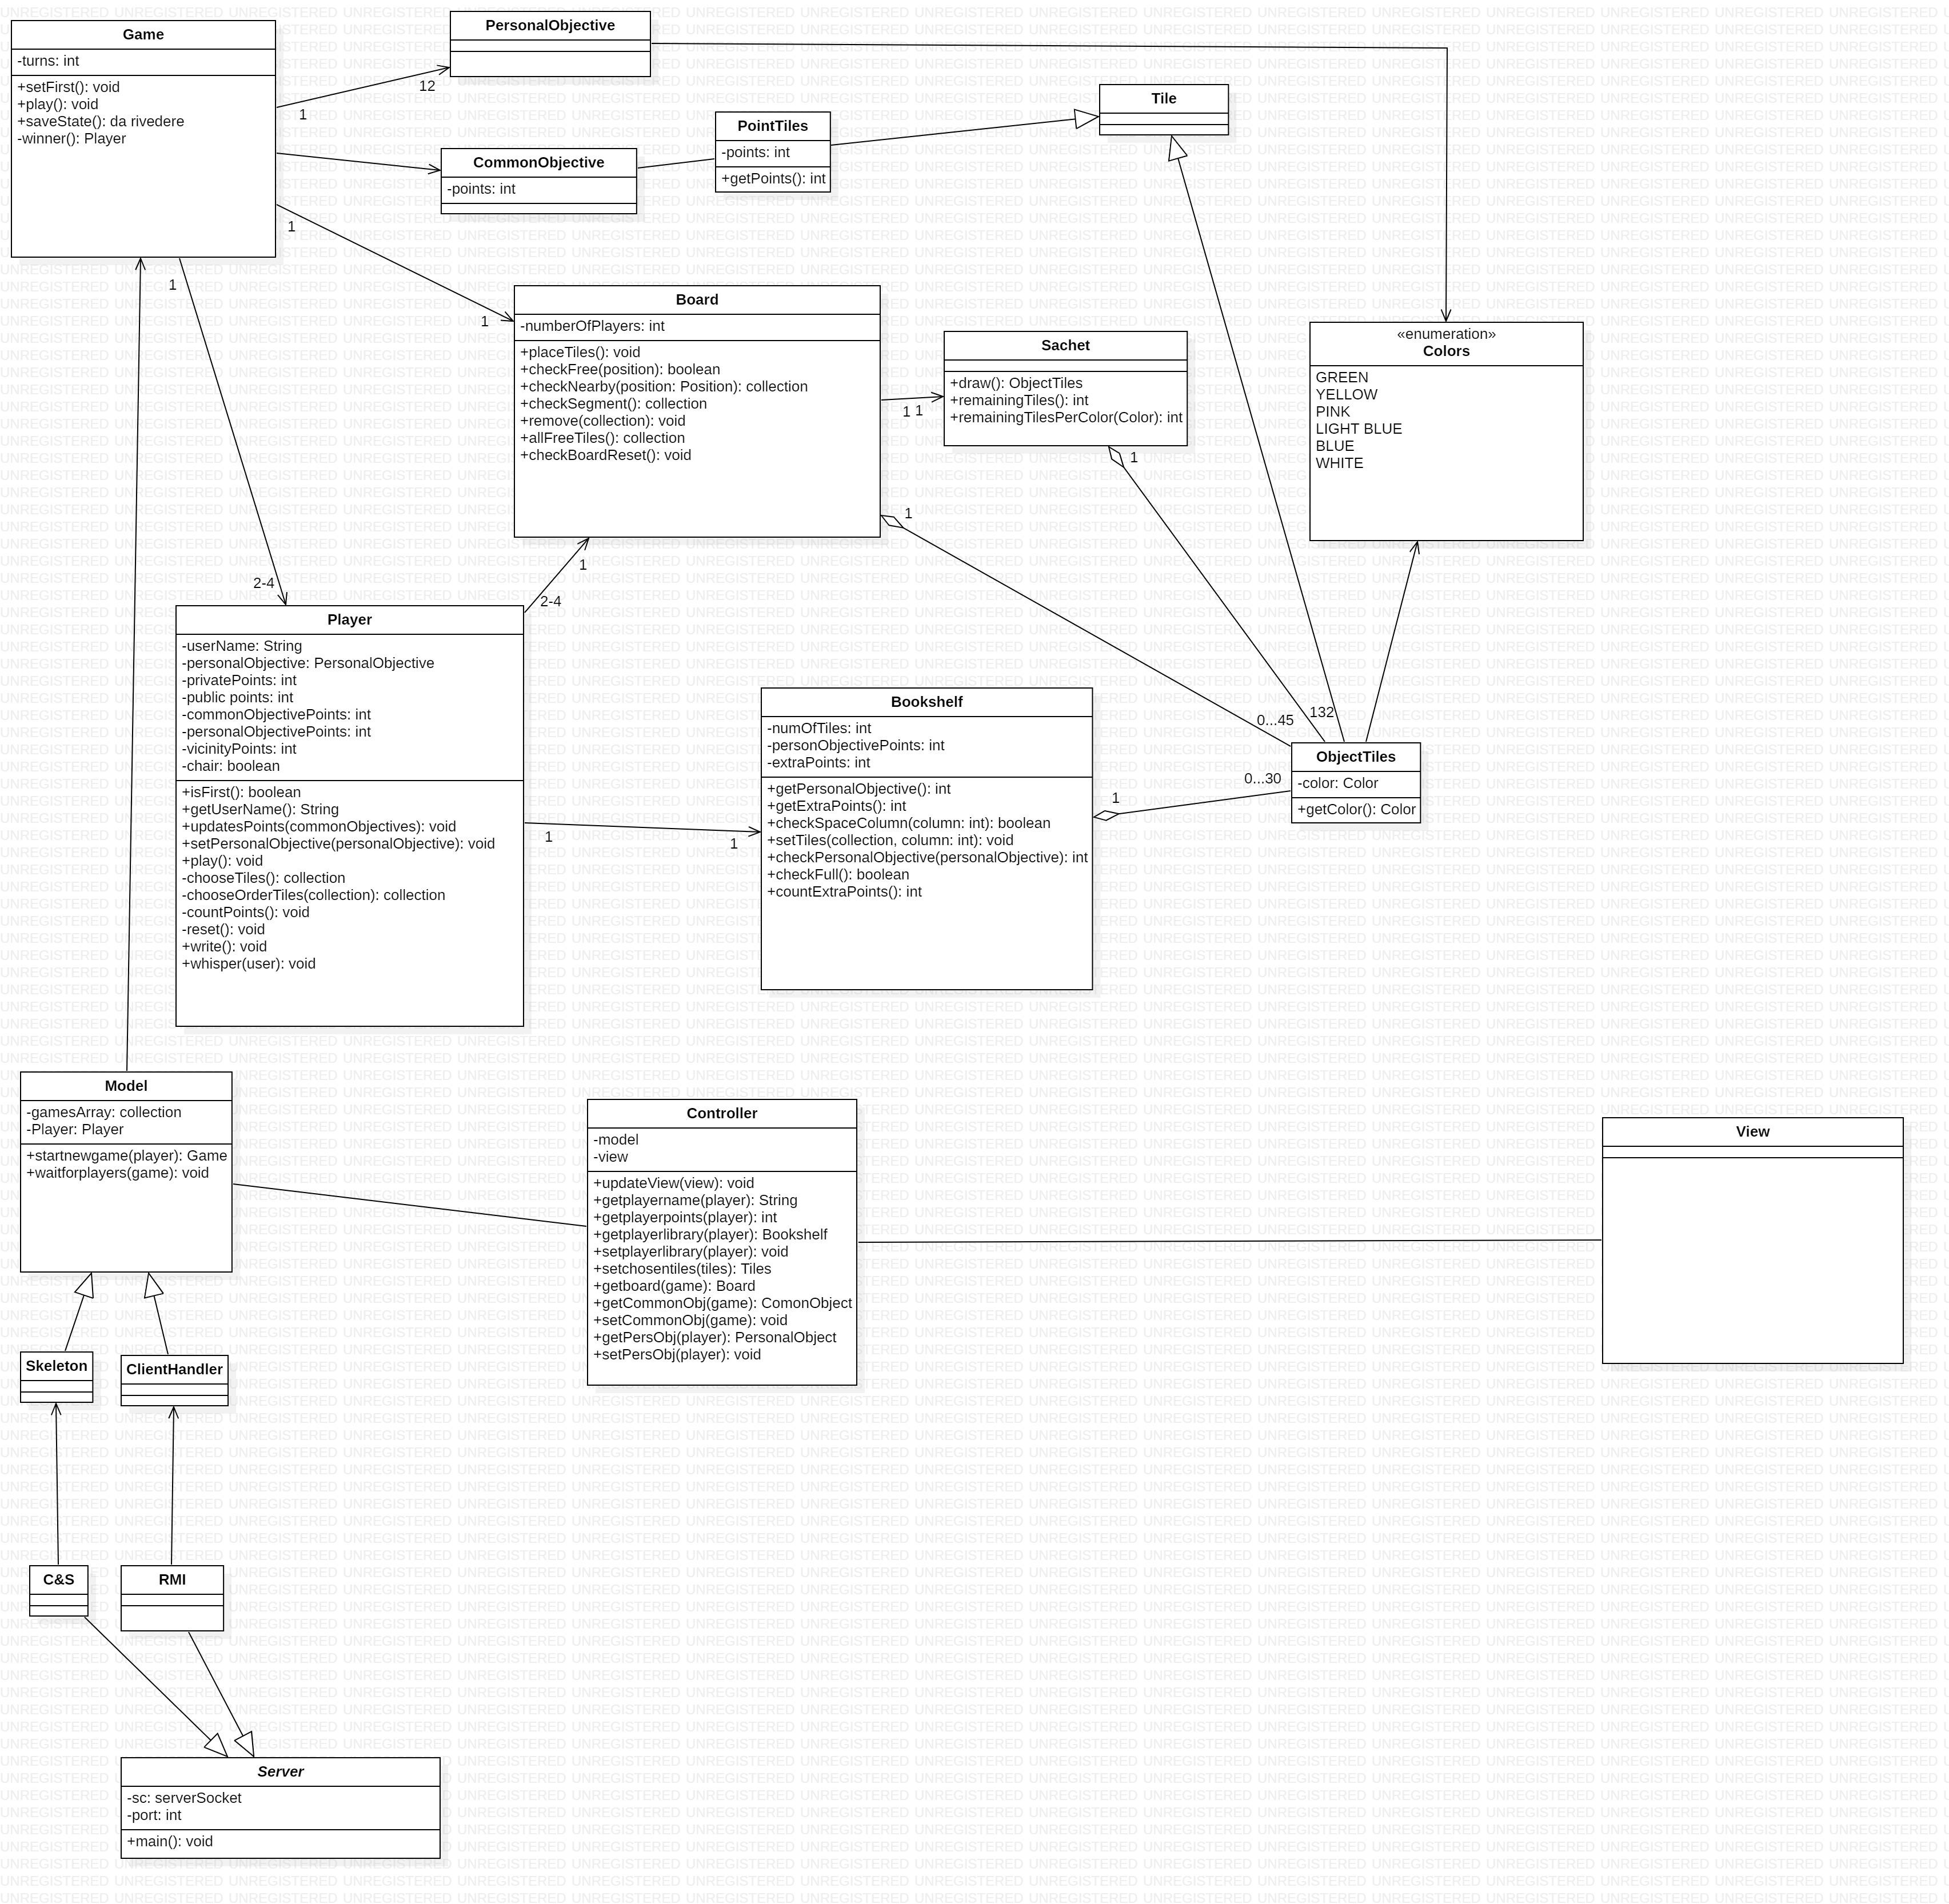 Game
-turns: int
+setFirst(): void
+play(): void
+saveState(): da rivedere
-winner(): Player
PersonalObjective
1
12
CommonObjective
-points: int
PointTiles
-points: int
+getPoints(): int
Tile
1
1
1
2-4
Board
-numberOfPlayers: int
+placeTiles(): void
+checkFree(position): boolean
+checkNearby(position: Position): collection
+checkSegment(): collection
+remove(collection): void
+allFreeTiles(): collection
+checkBoardReset(): void
1
1
Sachet
+draw(): ObjectTiles
+remainingTiles(): int
+remainingTilesPerColor(Color): int
1
1
«enumeration»
Colors
GREEN
YELLOW
PINK
LIGHT BLUE
BLUE
WHITE
1
2-4
Player
-userName: String
-personalObjective: PersonalObjective
-privatePoints: int
-public points: int
-commonObjectivePoints: int
-personalObjectivePoints: int
-vicinityPoints: int
-chair: boolean
+isFirst(): boolean
+getUserName(): String
+updatesPoints(commonObjectives): void
+setPersonalObjective(personalObjective): void
+play(): void
-chooseTiles(): collection
-chooseOrderTiles(collection): collection
-countPoints(): void
-reset(): void
+write(): void
+whisper(user): void
1
1
Bookshelf
-numOfTiles: int
-personObjectivePoints: int
-extraPoints: int
+getPersonalObjective(): int
+getExtraPoints(): int
+checkSpaceColumn(column: int): boolean
+setTiles(collection, column: int): void
+checkPersonalObjective(personalObjective): int
+checkFull(): boolean
+countExtraPoints(): int
1
0...45
132
0...30
ObjectTiles
-color: Color
+getColor(): Color
Model
-gamesArray: collection
-Player: Player
+startnewgame(player): Game
+waitforplayers(game): void
Controller
-model
-view
+updateView(view): void
+getplayername(player): String
+getplayerpoints(player): int
+getplayerlibrary(player): Bookshelf
+setplayerlibrary(player): void
+setchosentiles(tiles): Tiles
+getboard(game): Board
+getCommonObj(game): ComonObject
+setCommonObj(game): void
+getPersObj(player): PersonalObject
+setPersObj(player): void
View
Skeleton
ClientHandler
C&S
RMI
Server
-sc: serverSocket
-port: int
+main(): void
UNREGISTERED